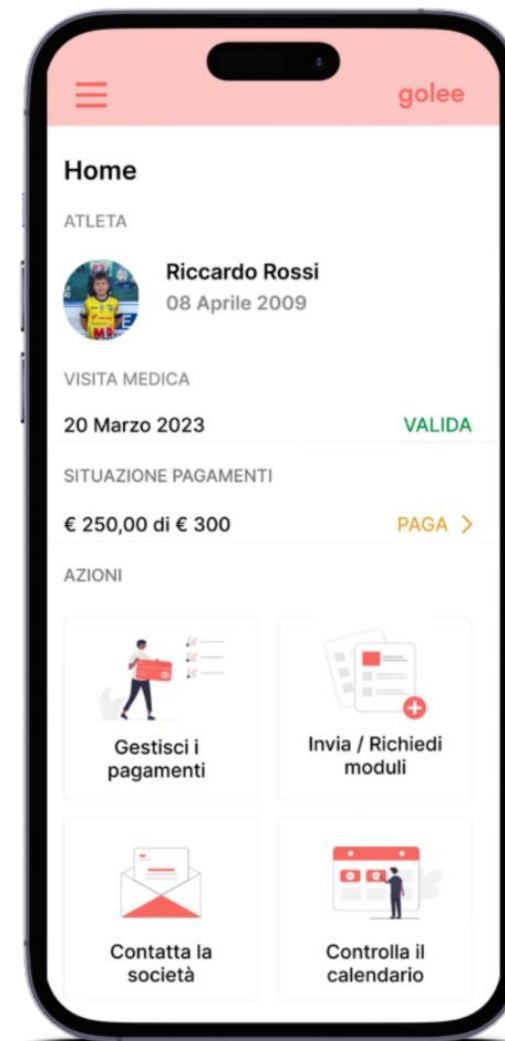 golee
Home
ATLETA
Riccardo Rossi
08 Aprile 2009
VISITA MEDICA
20 Marzo 2023 VALIDA
SITUAZIONE PAGAMENTI
€ 250,00 di € 300 PAGA
AZIONI
Gestisci i
pagamenti
Invia / Richiedi
moduli
Contatta la
società
Controlla il
calendario